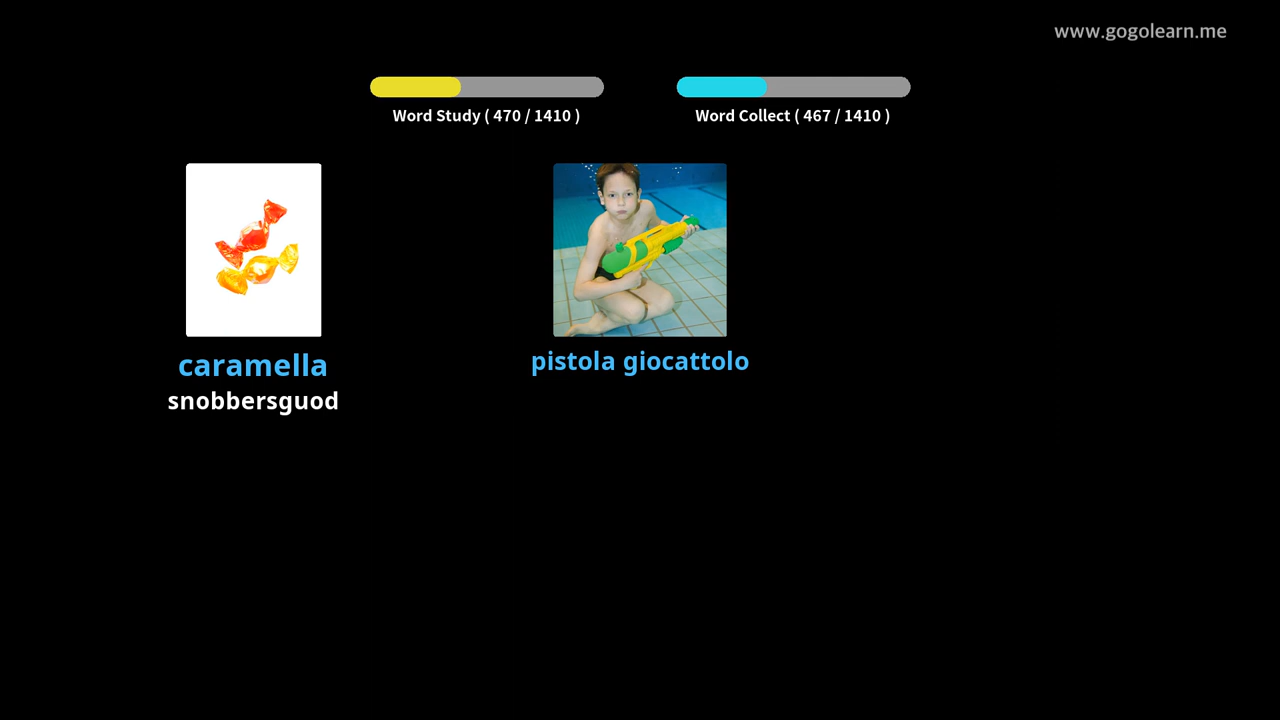 www.gogolearn.me
Word Study ( 470 / 1410 )
Word Collect ( 467 / 1410 )
caramella
pistola giocattolo
snobbersguod